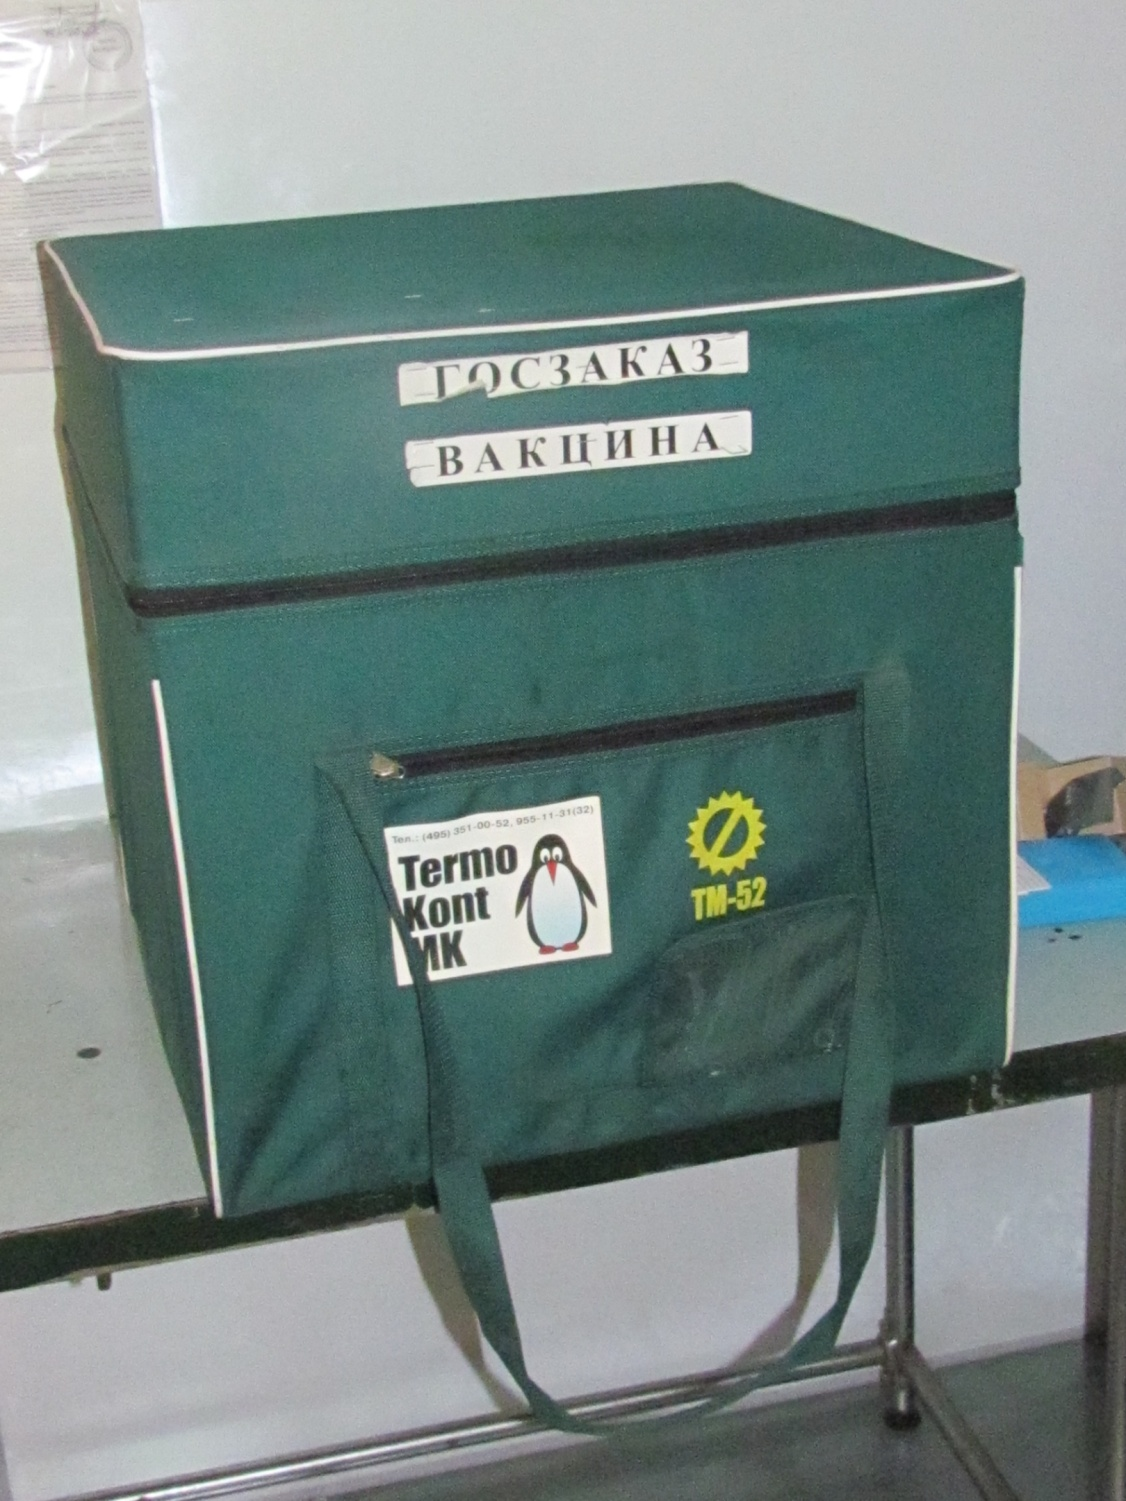 ГОСЗАКАЗ
ВАКЦИНА
Тел.: (495) 351-00-52, 955-11-31(32)
Termo
Kont
MK
TM-52